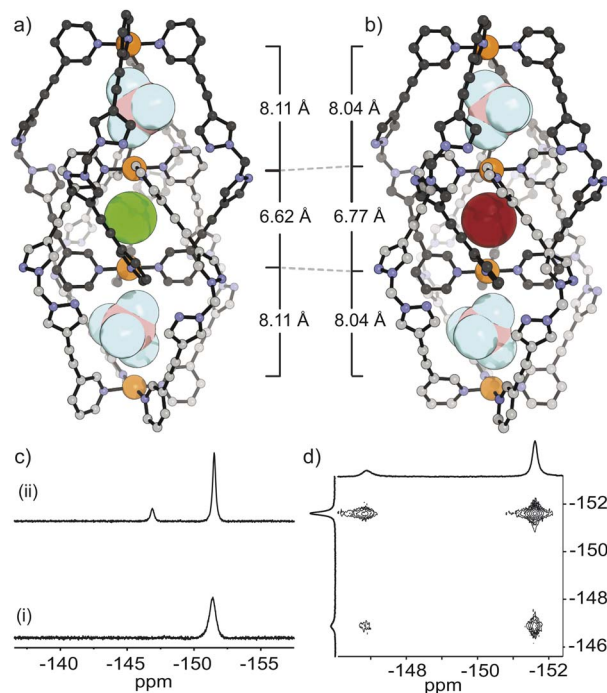 a)
b)
8.11 Å
8.04 Å
6.62 Å
6.77 Å
8.11 Å
8.04 Å
c)
(ii)
(i)
-140
-145
-150
-155
ppm
d)
-152
-150
-148
-146
-148
-150
-152
ppm